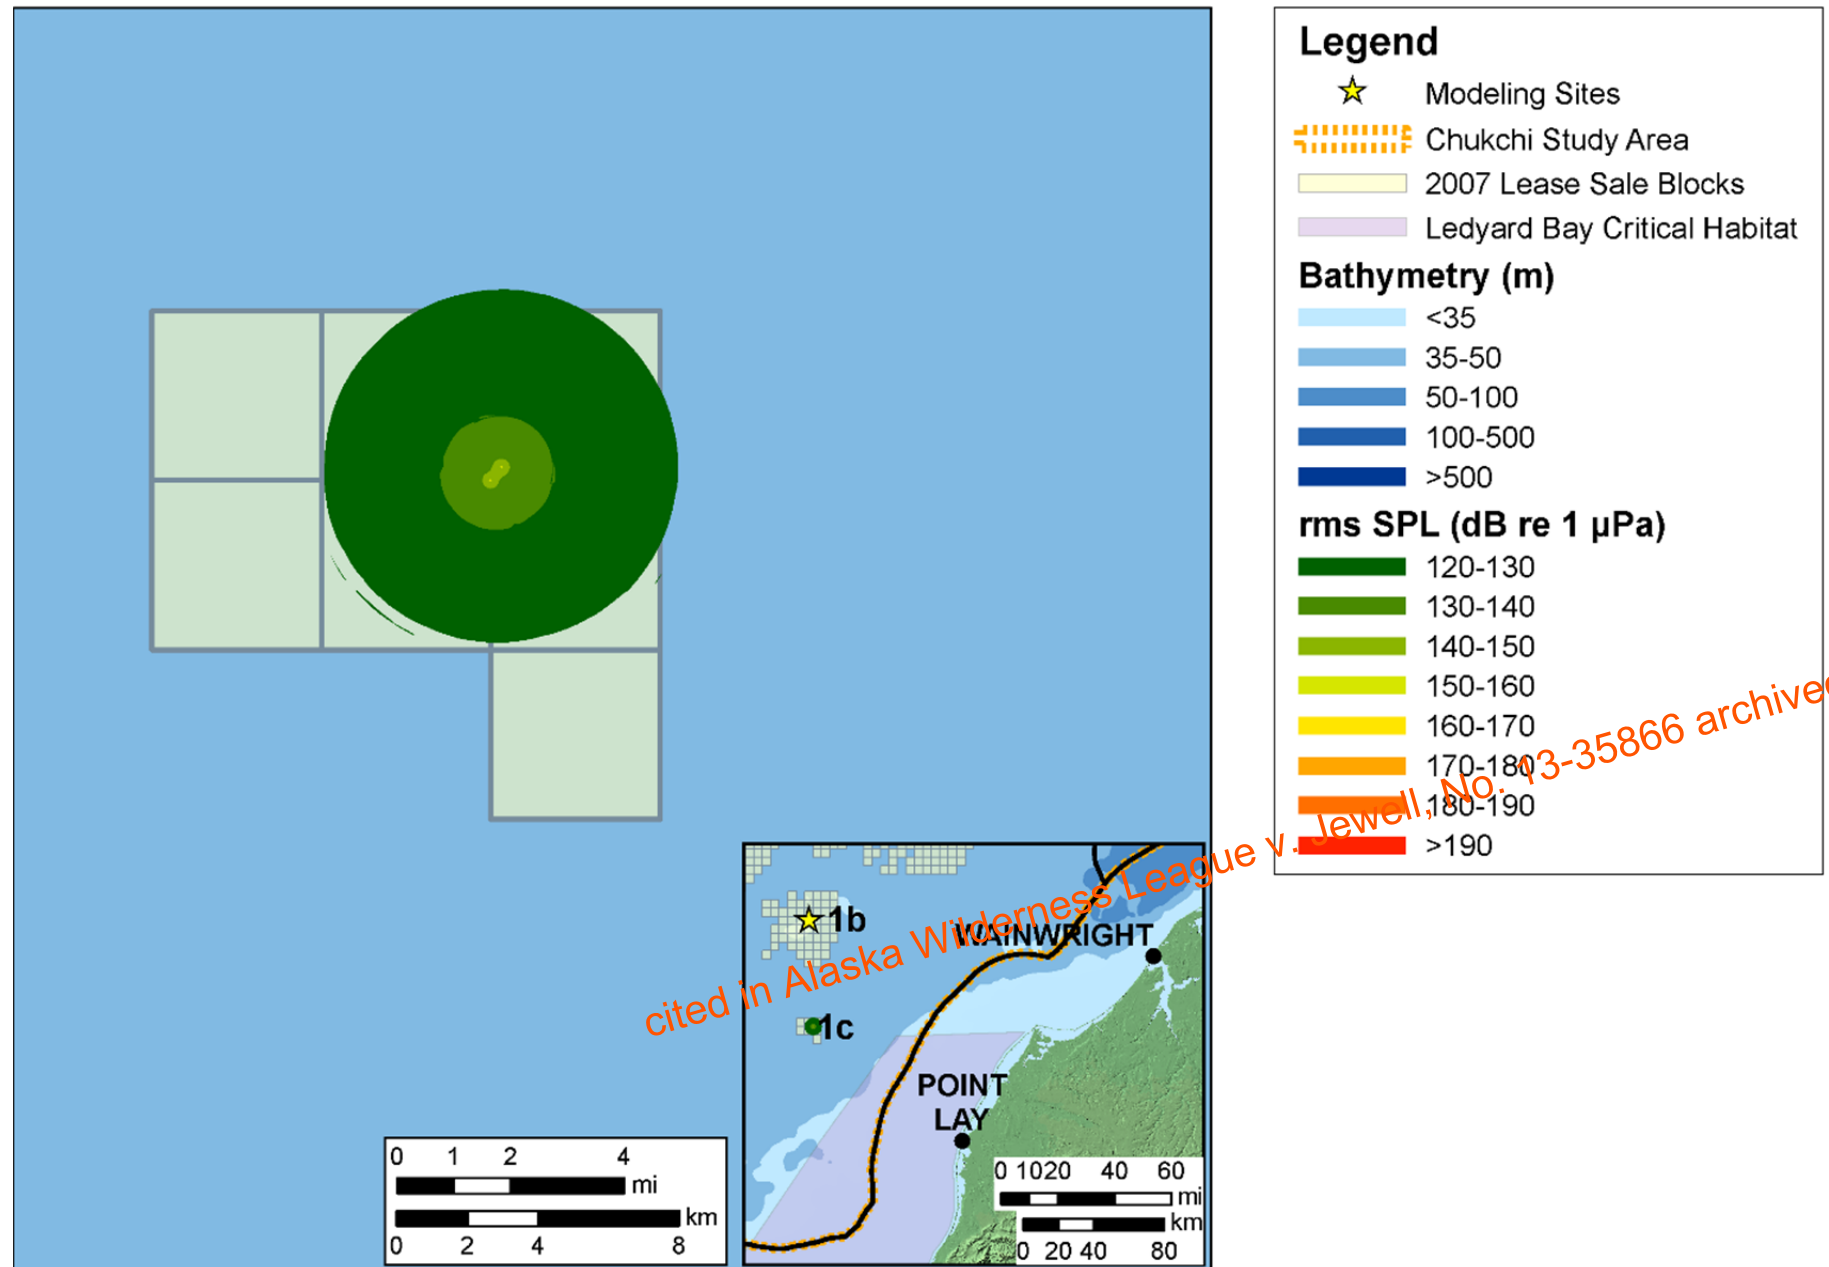 Legend
Modeling Sites
Chukchi Study Area
2007 Lease Sale Blocks
Ledyard Bay Critical Habitat
Bathymetry (m)
<35
35-50
50-100
100-500
>500
rms SPL (dB re 1 µPa)
120-130
130-140
140-150
150-160
160-170
170-180
180-190
>190
cited in Alaska Wilderness League v. Jewell, No. 13-35866 archived
1b
WAINWRIGHT
1c
POINT
LAY
0 1 2 4
mi
km
0 2 4 8
0 10 20 40 60
mi
km
0 20 40 80